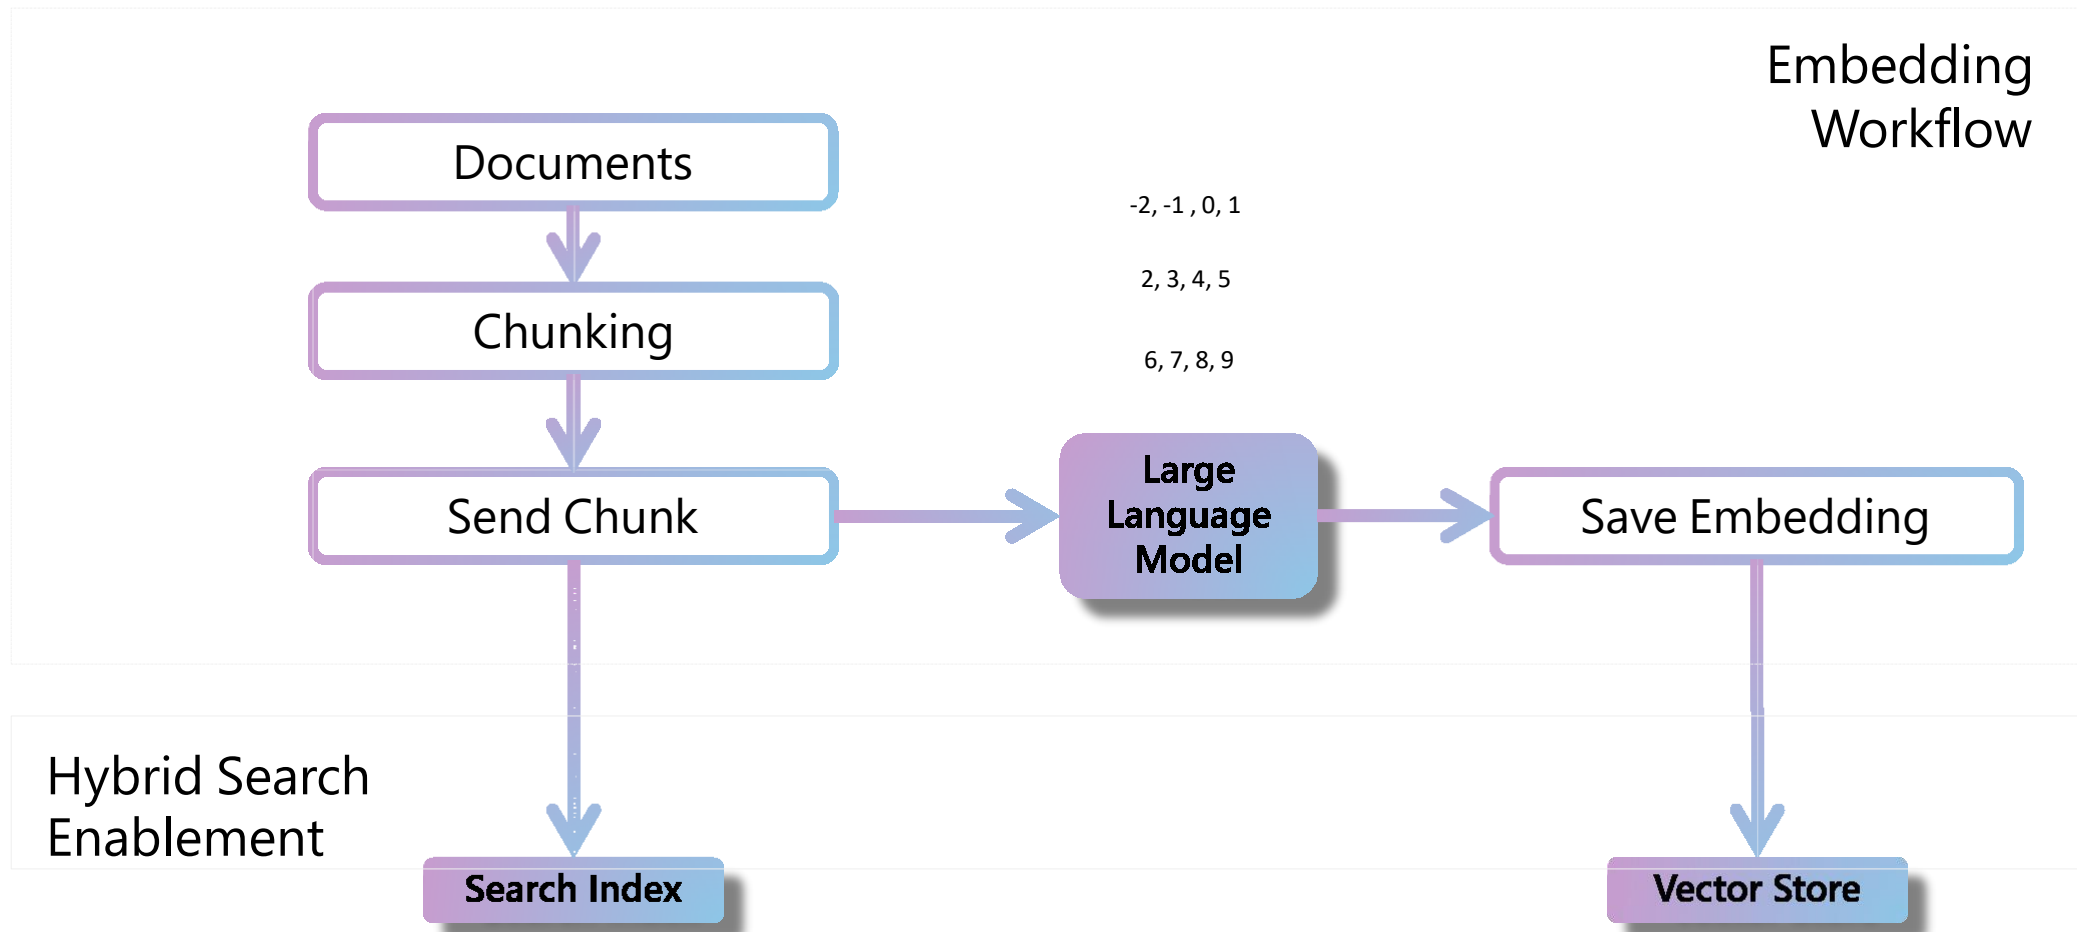 Embedding
Workflow
Documents
-2, -1 , 0, 1
2, 3, 4, 5
Chunking
6, 7, 8, 9
Large
Language
Model
Send Chunk
Save Embedding
Hybrid Search
Enablement
Search Index
Vector Store